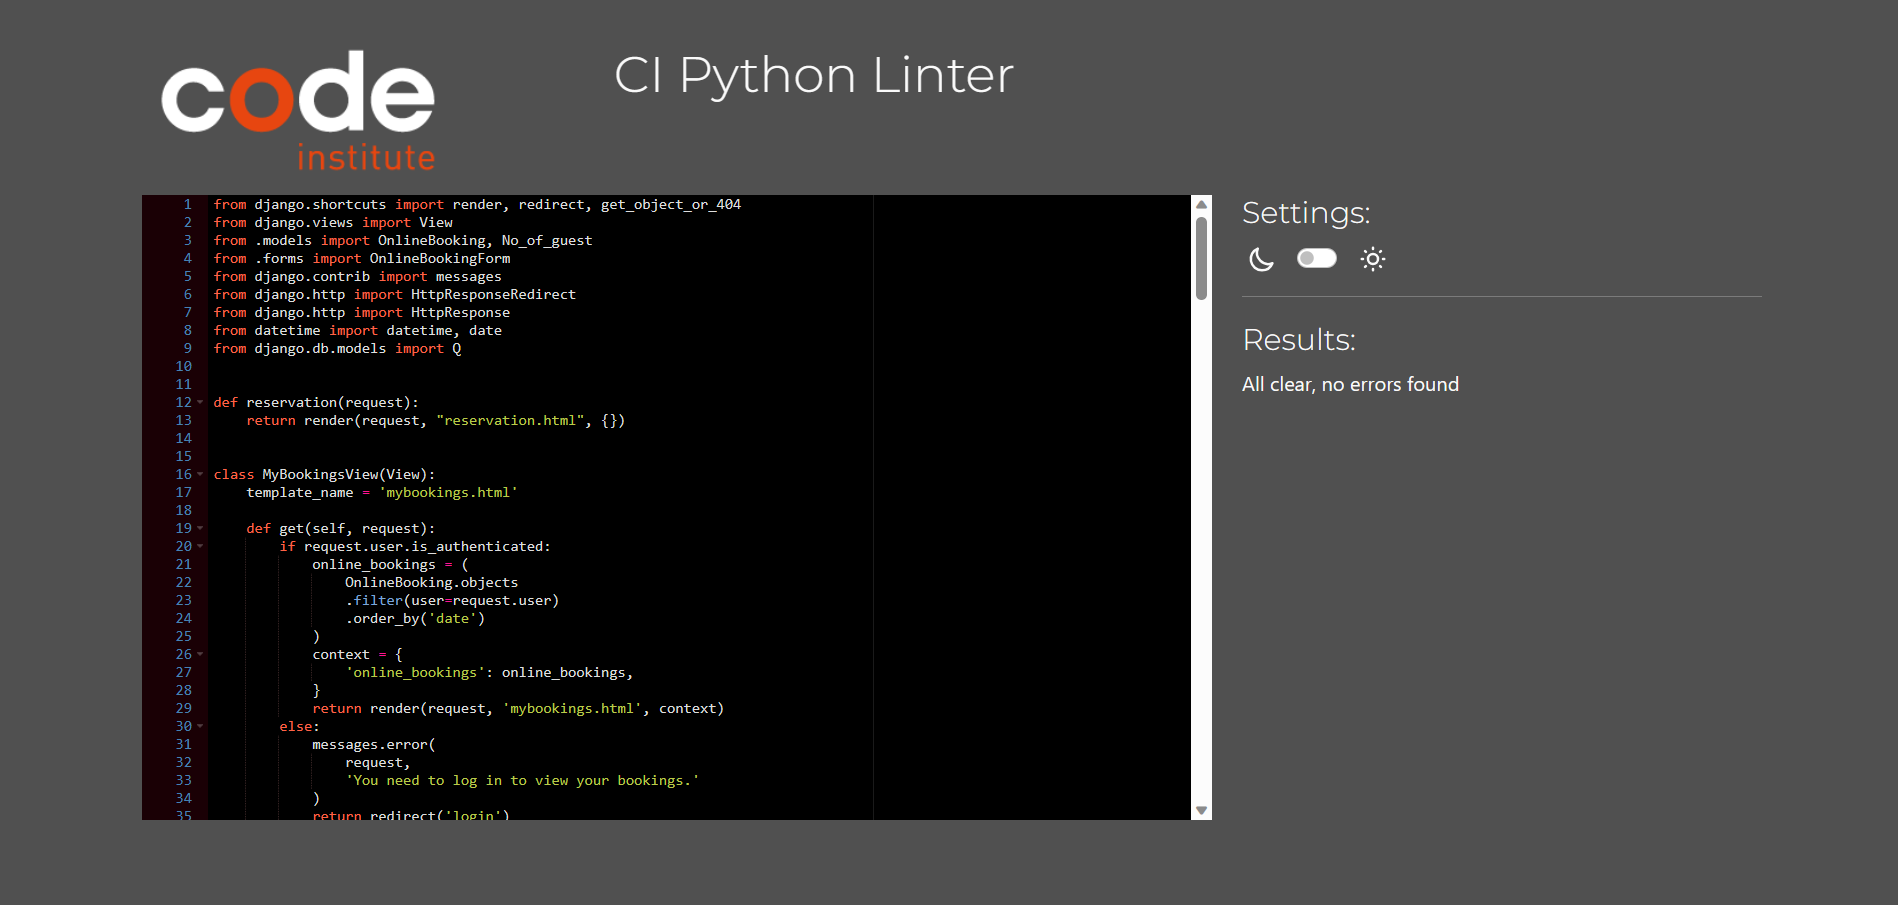 code
institute
CI Python Linter
1 from django.shortcuts import render, redirect, get_object_or_404
2 from django.views import View
3 from .models import OnlineBooking, No_of_guest
4 from .forms import OnlineBookingForm
5 from django.contrib import messages
6 from django.http import HttpResponseRedirect
7 from django.http import HttpResponse
8 from datetime import datetime, date
9 from django.db.models import Q
10
11
12 def reservation(request):
13     return render(request, "reservation.html", {})
14
15
16 class MyBookingsView(View):
17     template_name = 'mybookings.html'
18
19     def get(self, request):
20         if request.user.is_authenticated:
21             online_bookings = (
22                 OnlineBooking.objects
23                 .filter(user=request.user)
24                 .order_by('date')
25             )
26             context = {
27                 'online_bookings': online_bookings,
28             }
29             return render(request, 'mybookings.html', context)
30         else:
31             messages.error(
32                 request,
33                 'You need to log in to view your bookings.'
34             )
35             return redirect('login')
Settings:
Results:
All clear, no errors found